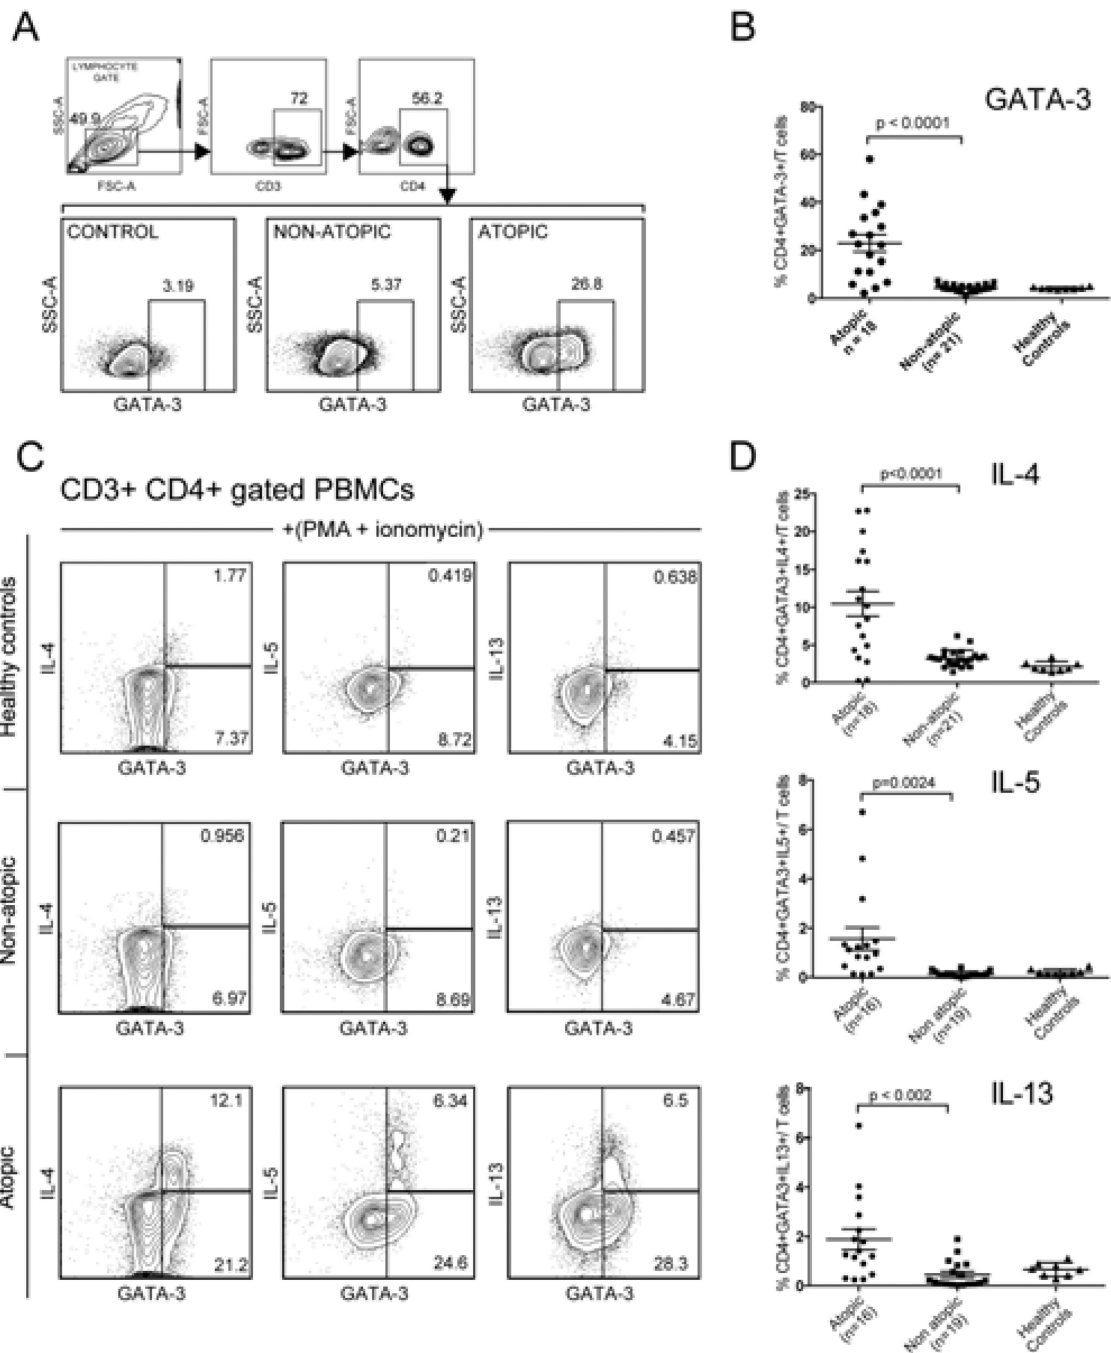 A
LYMPHOCYTE
GATE
49.9
SSC-A
FSC-A
72
FSC-A
CD3
56.2
FSC-A
CD4
CONTROL
3.19
SSC-A
GATA-3
NON-ATOPIC
5.37
SSC-A
GATA-3
ATOPIC
26.8
SSC-A
GATA-3
B
GATA-3
p < 0.0001
% CD4+GATA-3+/T cells
80
60
40
20
0
Atopic
n = 18
Non-atopic
(n= 21)
Healthy
Controls
C
CD3+ CD4+ gated PBMCs
+(PMA + ionomycin)
Healthy controls
IL-4
1.77
7.37
GATA-3
IL-5
0.419
8.72
GATA-3
IL-13
0.638
4.15
GATA-3
Non-atopic
IL-4
0.956
6.97
GATA-3
IL-5
0.21
8.69
GATA-3
IL-13
0.457
4.67
GATA-3
Atopic
IL-4
12.1
21.2
GATA-3
IL-5
6.34
24.6
GATA-3
IL-13
6.5
28.3
GATA-3
D
IL-4
p<0.0001
% CD4+GATA3+IL4+/T cells
25
20
15
10
5
0
Atopic
(n=18)
Non-atopic
(n=21)
Healthy
Controls
IL-5
p=0.0024
% CD4+GATA3+IL5+/ T cells
8
6
4
2
0
Atopic
(n=16)
Non atopic
(n=19)
Healthy
Controls
IL-13
p < 0.002
% CD4+GATA3+IL13+/ T cells
8
6
4
2
0
Atopic
(n=16)
Non atopic
(n=19)
Healthy
Controls